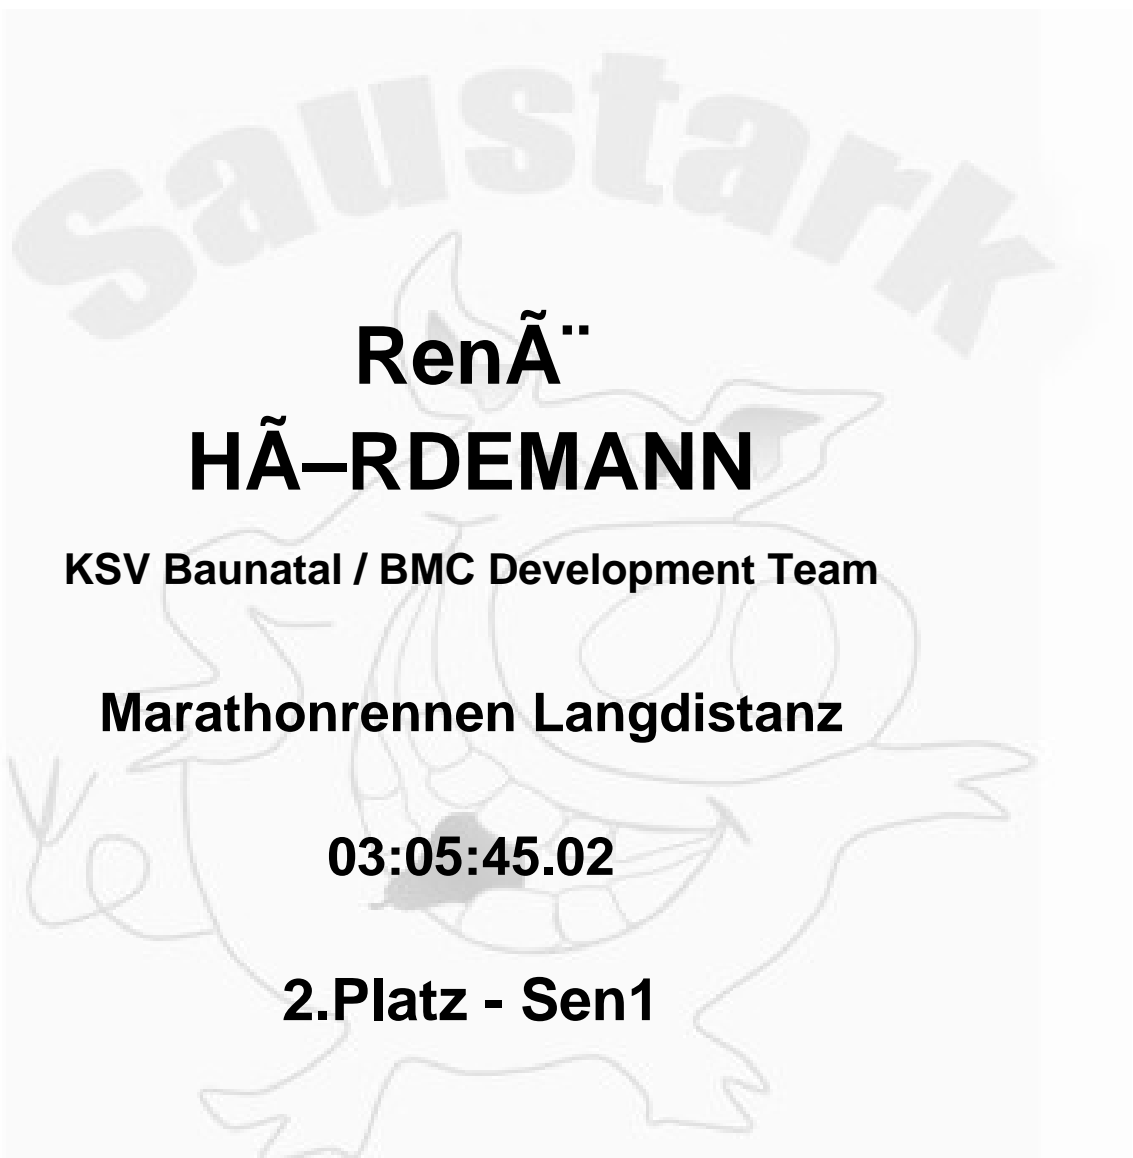 Saustark
RenÃ¨
HÃ–RDEMANN
KSV Baunatal / BMC Development Team
Marathonrennen Langdistanz
03:05:45.02
2.Platz - Sen1